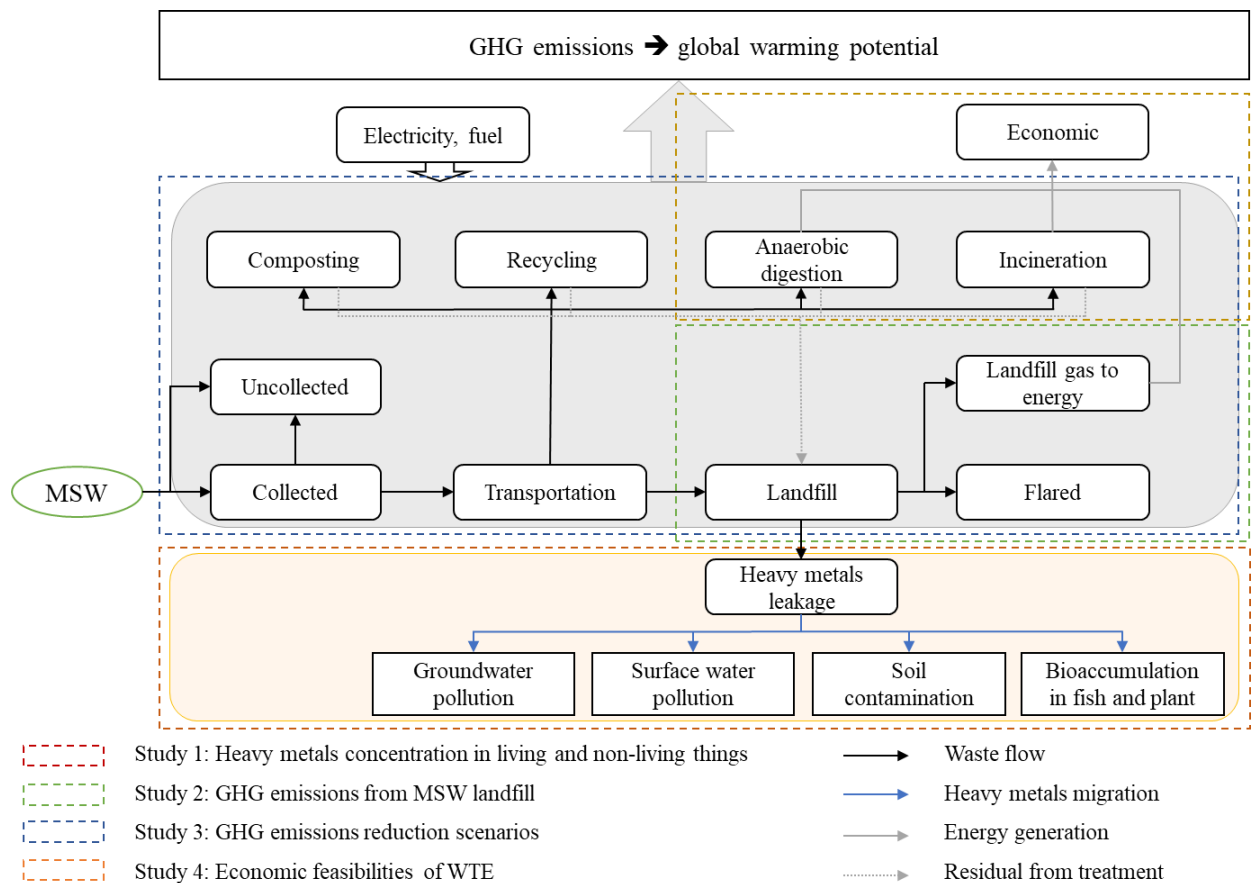 GHG emissions ➔ global warming potential
Electricity, fuel
Economic
Composting
Recycling
Anaerobic
digestion
Incineration
Uncollected
Landfill gas to
energy
MSW
Collected
Transportation
Landfill
Flared
Heavy metals
leakage
Groundwater
pollution
Surface water
pollution
Soil
contamination
Bioaccumulation
in fish and plant
Study 1: Heavy metals concentration in living and non-living things
Study 2: GHG emissions from MSW landfill
Study 3: GHG emissions reduction scenarios
Study 4: Economic feasibilities of WTE
Waste flow
Heavy metals migration
Energy generation
Residual from treatment